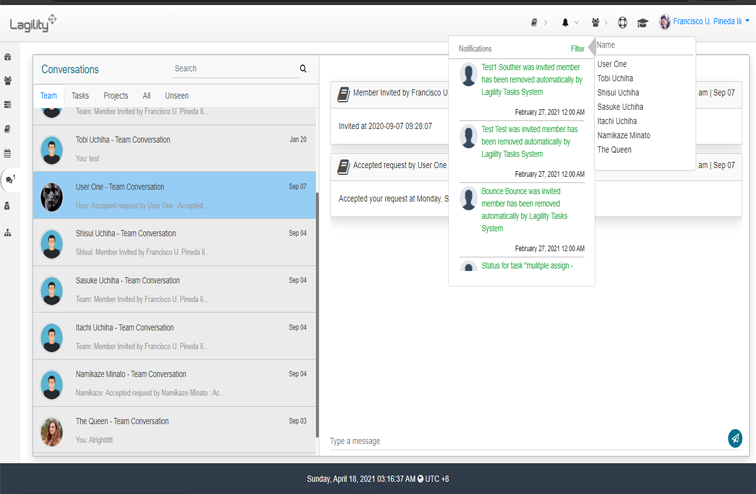 Lagility
Francisco U. Pineda Iii
Conversations
Search
Team Tasks Projects All Unseen
Team: Member Invited by Francisco U. Pineda Ii...
Tobi Uchiha - Team Conversation Jan 20
You: test
User One - Team Conversation Sep 07
User: Accepted request by User One : Accepted ...
Shisui Uchiha - Team Conversation Sep 04
Shisui: Member Invited by Francisco U. Pineda Ii...
Sasuke Uchiha - Team Conversation Sep 04
Team: Member Invited by Francisco U. Pineda Ii...
Itachi Uchiha - Team Conversation Sep 04
Team: Member Invited by Francisco U. Pineda Ii...
Namikaze Minato - Team Conversation Sep 04
Namikaze: Accepted request by Namikaze Minato : Ac...
The Queen - Team Conversation Sep 03
You: Alrightttt
Member Invited by Francisco U. am | Sep 07
Invited at 2020-09-07 09:28:07
Accepted request by User One am | Sep 07
Accepted your request at Monday, S
Notifications Filter
Test1 Souther was invited member
has been removed automatically by
Lagility Tasks System
February 27, 2021 12:00 AM
Test Test was invited member has
been removed automatically by
Lagility Tasks System
February 27, 2021 12:00 AM
Bounce Bounce was invited
member has been removed
automatically by Lagility Tasks
System
February 27, 2021 12:00 AM
Status for task "mulitple assign -
Name
User One
Tobi Uchiha
Shisui Uchiha
Sasuke Uchiha
Itachi Uchiha
Namikaze Minato
The Queen
1
Type a message
Sunday, April 18, 2021 03:16:37 AM UTC +8